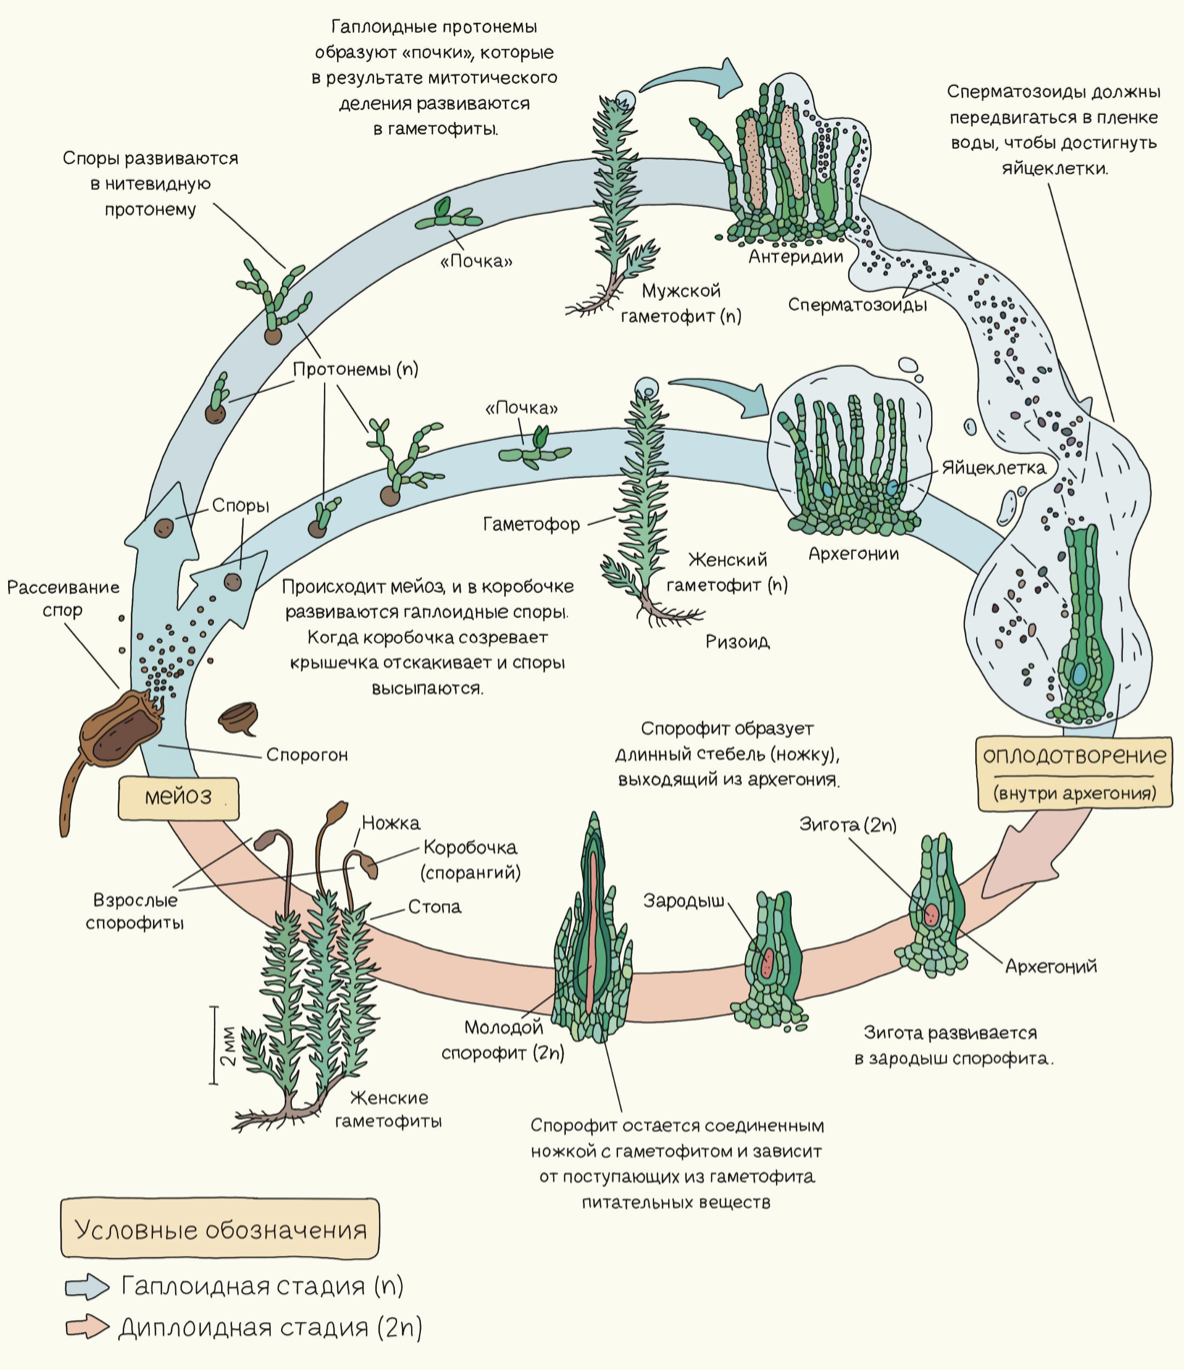 Гаплоидные протонемы
образуют «почки», которые
в результате митотического
деления развиваются
в гаметофиты.
Сперматозоиды должны
передвигаться в пленке
воды, чтобы достигнуть
яйцеклетки.
Споры развиваются
в нитевидную
протонему
«Почка»
Антеридии
Мужской
гаметофит (n)
Сперматозоиды
Протонемы (n)
«Почка»
Яйцеклетка
Споры
Гаметофор
Архегонии
Женский
гаметофит (n)
Рассеивание
спор
Происходит мейоз, и в коробочке
развиваются гаплоидные споры.
Когда коробочка созревает
крышечка отскакивает и споры
высыпаются.
Ризоид
Спорогон
Спорофит образует
длинный стебель (ножку),
выходящий из архегония.
оплодотворение
(внутри архегония)
мейоз
Ножка
Коробочка
(спорангий)
Зигота (2n)
Взрослые
спорофиты
Стопа
Зародыш
Архегоний
Молодой
спорофит (2n)
Зигота развивается
в зародыш спорофита.
2 мм
Женские
гаметофиты
Спорофит остается соединенным
ножкой с гаметофитом и зависит
от поступающих из гаметофита
питательных веществ
Условные обозначения
Гаплоидная стадия (n)
Диплоидная стадия (2n)